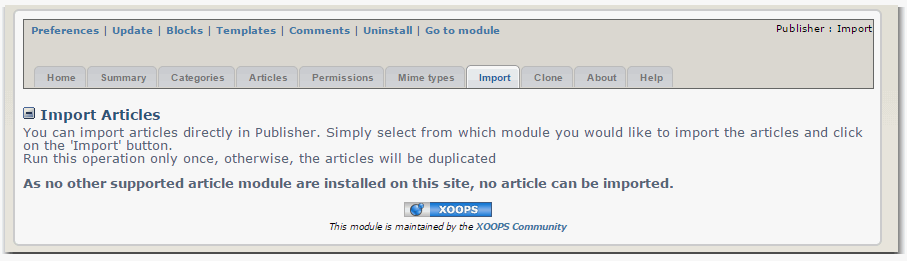 Preferences | Update | Blocks | Templates | Comments | Uninstall | Go to module
Publisher : Import
Home Summary Categories Articles Permissions Mime types Import Clone About Help
Import Articles
You can import articles directly in Publisher. Simply select from which module you would like to import the articles and click
on the 'Import' button.
Run this operation only once, otherwise, the articles will be duplicated
As no other supported article module are installed on this site, no article can be imported.
XOOPS
This module is maintained by the XOOPS Community